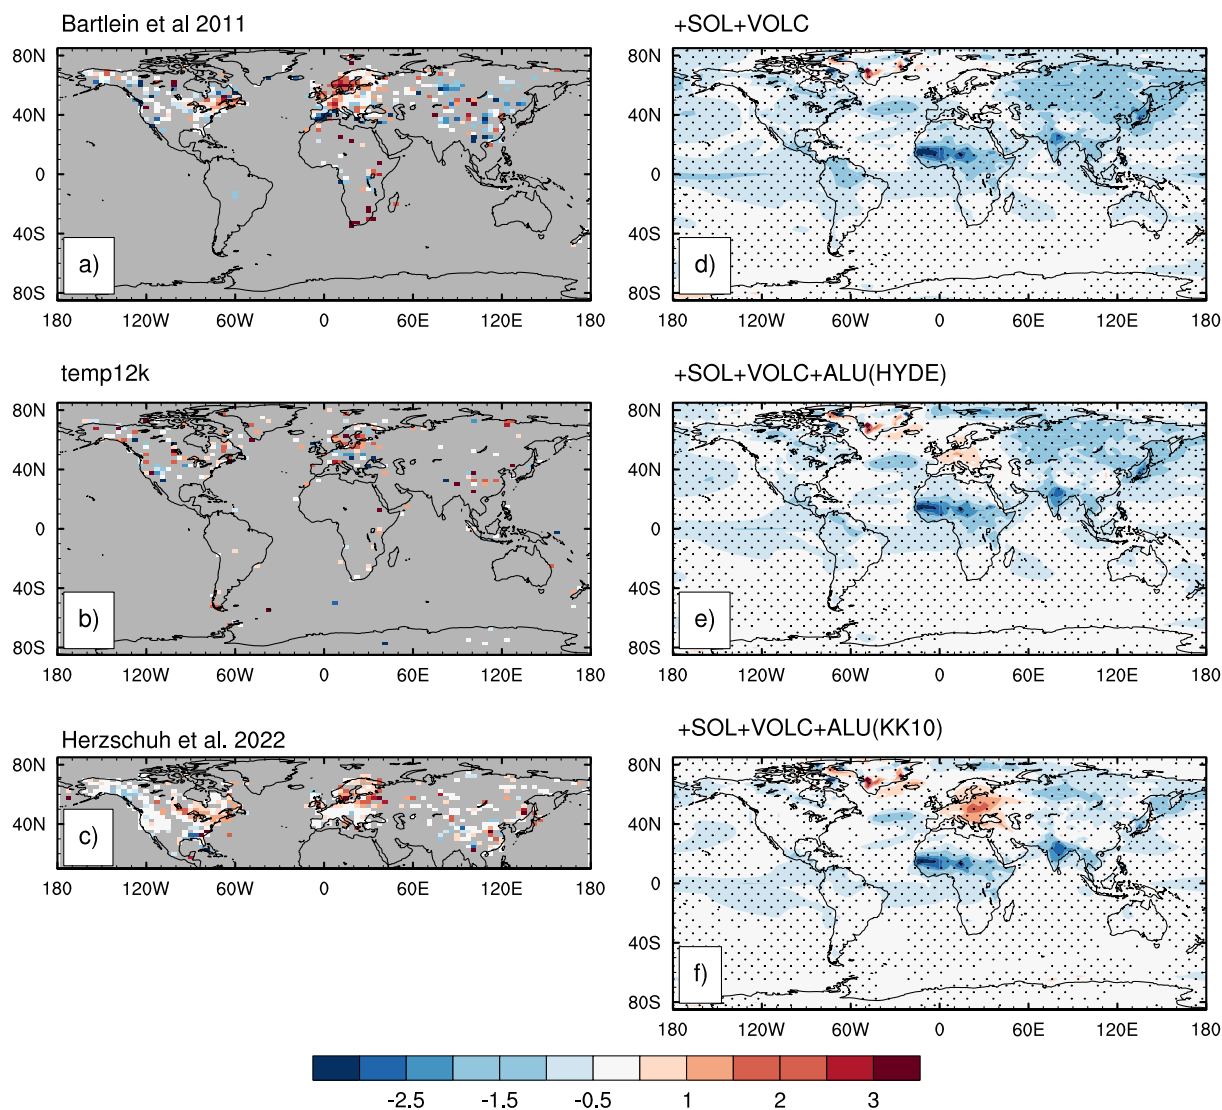 Bartlein et al 2011
80N
40N
0
40S
80S
a)
180 120W 60W 0 60E 120E 180
+SOL+VOLC
80N
40N
0
40S
80S
d)
180 120W 60W 0 60E 120E 180
temp12k
80N
40N
0
40S
80S
b)
180 120W 60W 0 60E 120E 180
+SOL+VOLC+ALU(HYDE)
80N
40N
0
40S
80S
e)
180 120W 60W 0 60E 120E 180
Herzschuh et al. 2022
80N
40N
c)
180 120W 60W 0 60E 120E 180
+SOL+VOLC+ALU(KK10)
80N
40N
0
40S
80S
f)
180 120W 60W 0 60E 120E 180
-2.5 -1.5 -0.5 1 2 3